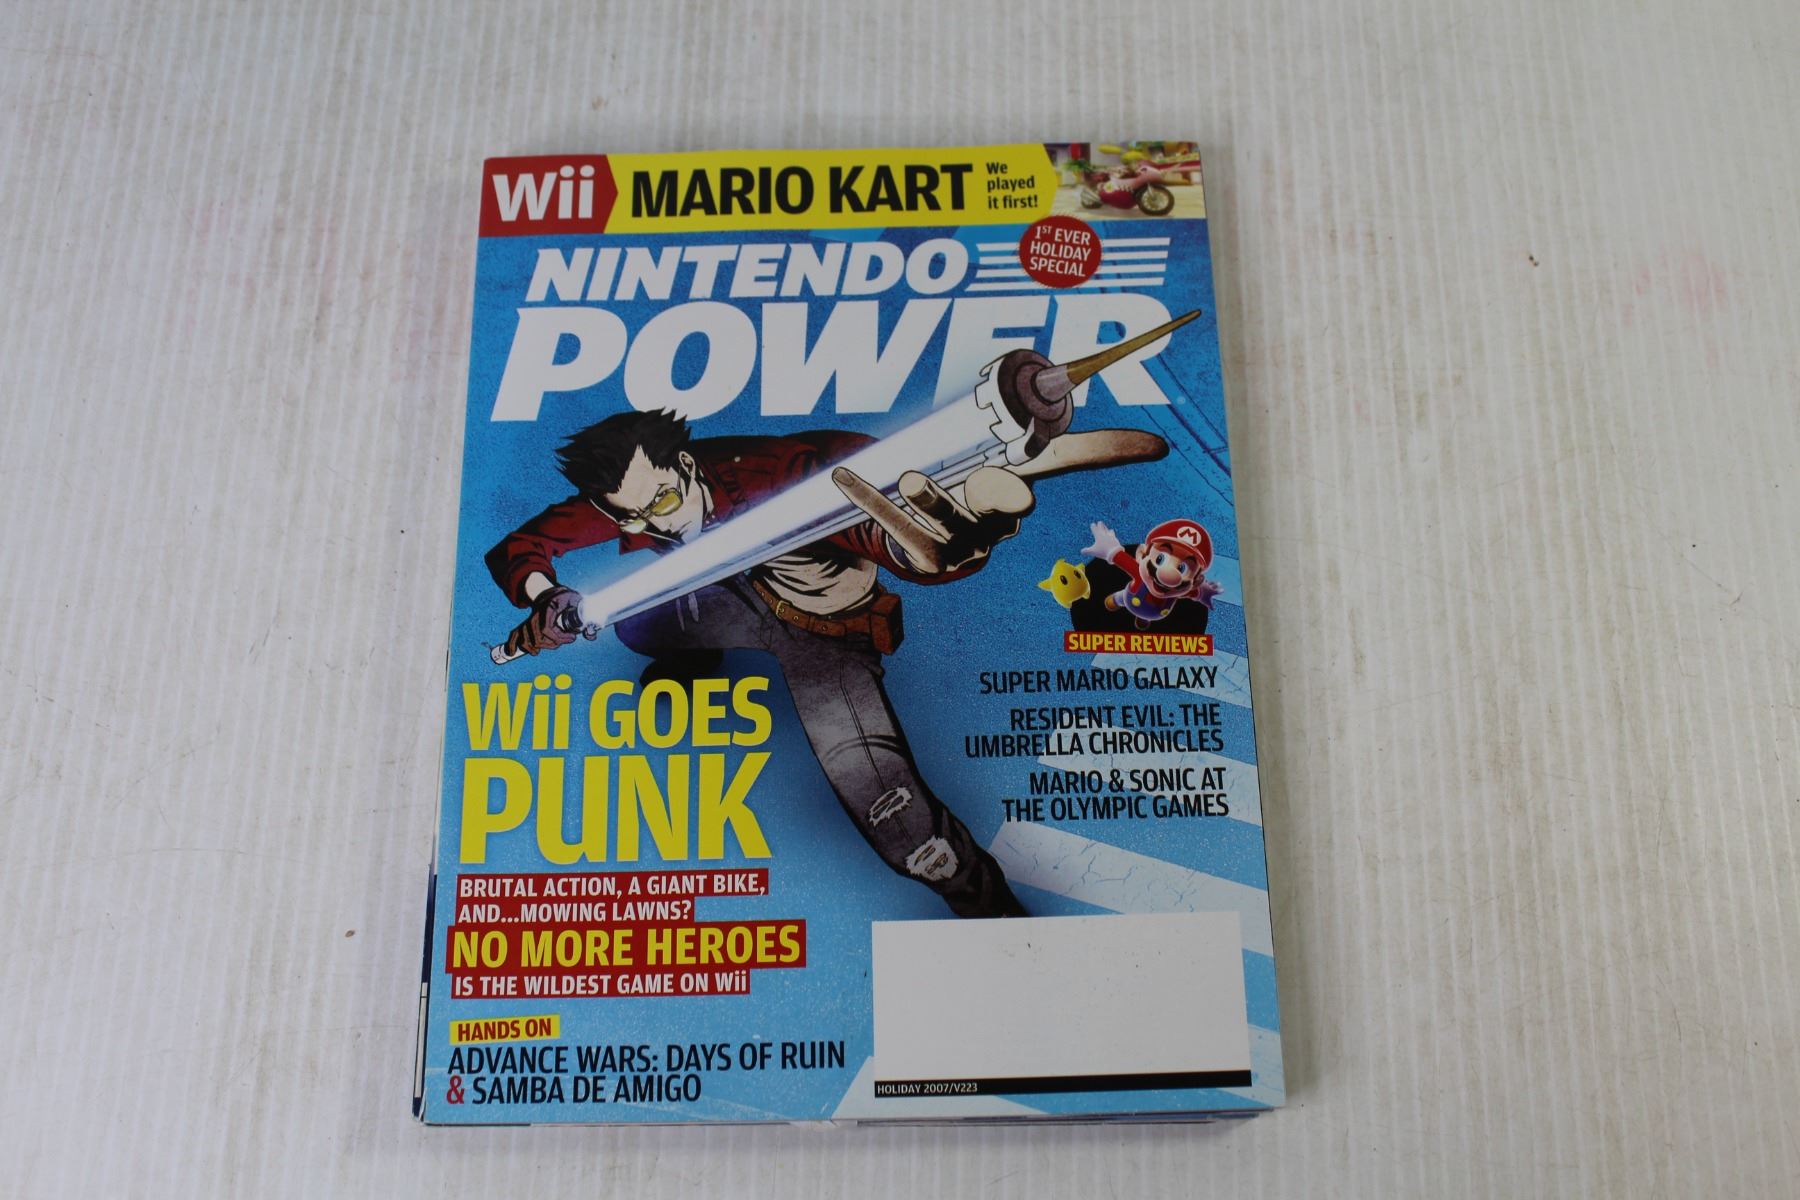 Wii MARIO KART We played it first!
1ST EVER
HOLIDAY
SPECIAL
NINTENDO
POWER
M
SUPER REVIEWS
SUPER MARIO GALAXY
RESIDENT EVIL: THE
UMBRELLA CHRONICLES
MARIO & SONIC AT
THE OLYMPIC GAMES
Wii GOES
PUNK
BRUTAL ACTION, A GIANT BIKE,
AND...MOWING LAWNS?
NO MORE HEROES
IS THE WILDEST GAME ON Wii
HANDS ON
ADVANCE WARS: DAYS OF RUIN
& SAMBA DE AMIGO
HOLIDAY 2007/V223